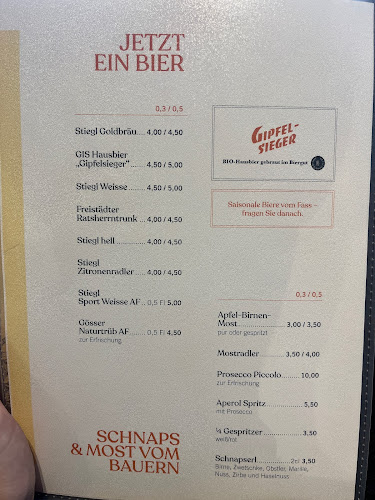 JETZT
EIN BIER
0,3 / 0,5
Stiegl Goldbräu.... 4,00 / 4,50
GIS Hausbier
„Gipfelsieger“..... 4,50 / 5,00
Stiegl Weisse.... 4,50 / 5,00
Freistädter
Ratsherrntrunk.... 4,00 / 4,50
Stiegl hell.............. 4,00 / 4,50
Stiegl
Zitronenradler.... 4,00 / 4,50
Stiegl
Sport Weisse AF.. 0,5 Fl 5,00
Gösser
Naturtrüb AF...... 0,5 Fl 4,50
zur Erfrischung
SCHNAPS
& MOST VOM
BAUERN
GIPFEL-
SIEGER
BIO-Hausbier gebraut im Biergut
Saisonale Biere vom Fass –
fragen Sie danach.
0,3 / 0,5
Apfel-Birnen-
Most..................... 3,00 / 3,50
pur oder gespritzt
Mostradler........... 3,50 / 4,00
Prosecco Piccolo........ 10,00
zur Erfrischung
Aperol Spritz................ 5,50
mit Prosecco
¼ Gespritzer................ 3,50
weiß/rot
Schnapserl.............. 2cl 3,50
Birne, Zwetschke, Obstler, Marille,
Nuss, Zirbe und Haselnuss